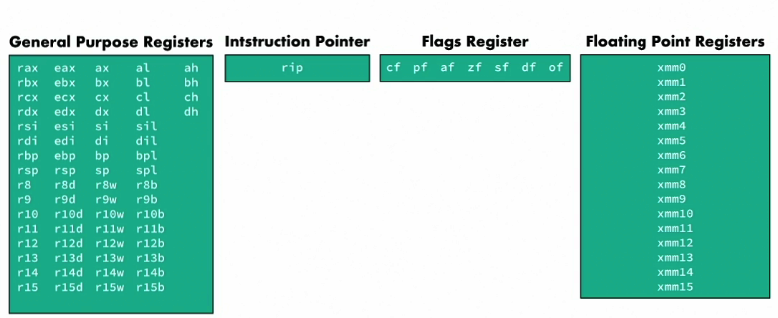 General Purpose Registers
rax eax ax al ah
rbx ebx bx bl bh
rcx ecx cx cl ch
rdx edx dx dl dh
rsi esi si sil
rdi edi di dil
rbp ebp bp bpl
rsp esp sp spl
r8 r8d r8w r8b
r9 r9d r9w r9b
r10 r10d r10w r10b
r11 r11d r11w r11b
r12 r12d r12w r12b
r13 r13d r13w r13b
r14 r14d r14w r14b
r15 r15d r15w r15b
Intstruction Pointer
rip
Flags Register
cf pf af zf sf df of
Floating Point Registers
xmm0
xmm1
xmm2
xmm3
xmm4
xmm5
xmm6
xmm7
xmm8
xmm9
xmm10
xmm11
xmm12
xmm13
xmm14
xmm15